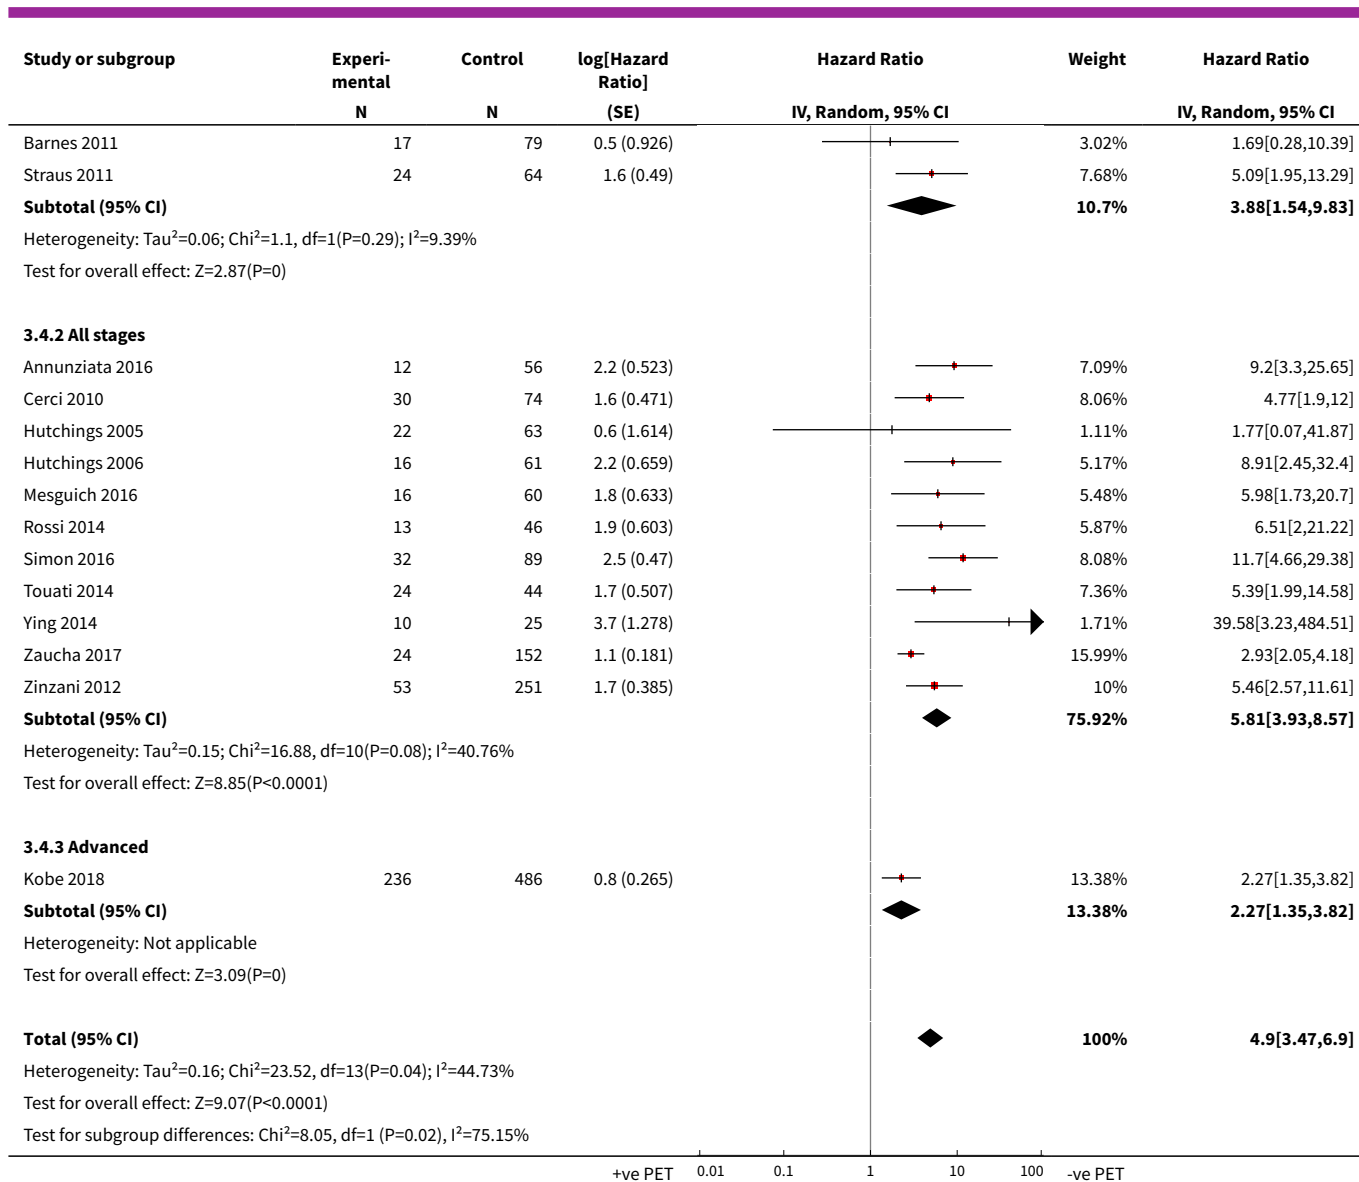 Study or subgroup Experi- Control log[Hazard Hazard Ratio Weight Hazard Ratio
mental Ratio]
N N (SE) IV, Random, 95% CI IV, Random, 95% CI
Barnes 2011 17 79 0.5 (0.926) 3.02% 1.69[0.28,10.39]
Straus 2011 24 64 1.6 (0.49) 7.68% 5.09[1.95,13.29]
Subtotal (95% CI) 10.7% 3.88[1.54,9.83]
Heterogeneity: Tau²=0.06; Chi²=1.1, df=1(P=0.29); I²=9.39%
Test for overall effect: Z=2.87(P=0)
3.4.2 All stages
Annunziata 2016 12 56 2.2 (0.523) 7.09% 9.2[3.3,25.65]
Cerci 2010 30 74 1.6 (0.471) 8.06% 4.77[1.9,12]
Hutchings 2005 22 63 0.6 (1.614) 1.11% 1.77[0.07,41.87]
Hutchings 2006 16 61 2.2 (0.659) 5.17% 8.91[2.45,32.4]
Mesguich 2016 16 60 1.8 (0.633) 5.48% 5.98[1.73,20.7]
Rossi 2014 13 46 1.9 (0.603) 5.87% 6.51[2,21.22]
Simon 2016 32 89 2.5 (0.47) 8.08% 11.7[4.66,29.38]
Touati 2014 24 44 1.7 (0.507) 7.36% 5.39[1.99,14.58]
Ying 2014 10 25 3.7 (1.278) 1.71% 39.58[3.23,484.51]
Zaucha 2017 24 152 1.1 (0.181) 15.99% 2.93[2.05,4.18]
Zinzani 2012 53 251 1.7 (0.385) 10% 5.46[2.57,11.61]
Subtotal (95% CI) 75.92% 5.81[3.93,8.57]
Heterogeneity: Tau²=0.15; Chi²=16.88, df=10(P=0.08); I²=40.76%
Test for overall effect: Z=8.85(P<0.0001)
3.4.3 Advanced
Kobe 2018 236 486 0.8 (0.265) 13.38% 2.27[1.35,3.82]
Subtotal (95% CI) 13.38% 2.27[1.35,3.82]
Heterogeneity: Not applicable
Test for overall effect: Z=3.09(P=0)
Total (95% CI) 100% 4.9[3.47,6.9]
Heterogeneity: Tau²=0.16; Chi²=23.52, df=13(P=0.04); I²=44.73%
Test for overall effect: Z=9.07(P<0.0001)
Test for subgroup differences: Chi²=8.05, df=1 (P=0.02), I²=75.15%
+ve PET 0.01 0.1 1 10 100 -ve PET